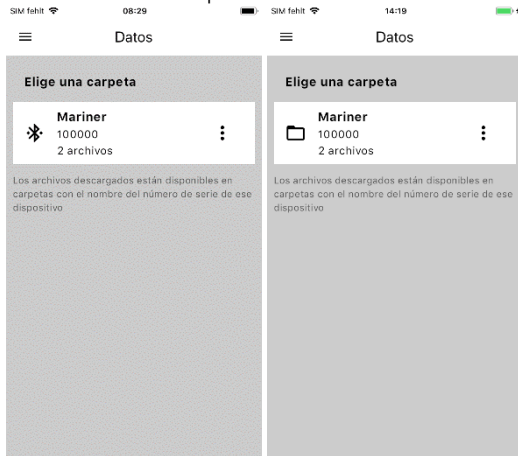 SIM fehlt 08:29
Datos
Elige una carpeta
Mariner
100000
2 archivos
Los archivos descargados están disponibles en
carpetas con el nombre del número de serie de ese
dispositivo
SIM fehlt 14:19
Datos
Elige una carpeta
Mariner
100000
2 archivos
Los archivos descargados están disponibles en
carpetas con el nombre del número de serie de ese
dispositivo